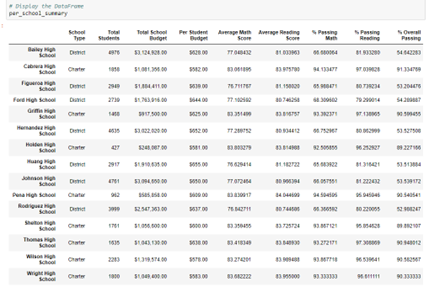 # Display the DataFrame
per_school_summary
School Type Total Students Total School Budget Per Student Budget Average Math Score Average Reading Score % Passing Math % Passing Reading % Overall Passing
Bailey High School District 4976 $3,124,928.00 $628.00 77.048432 81.033963 66.680064 81.933280 54.642283
Cabrera High School Charter 1858 $1,081,356.00 $582.00 83.061895 83.975780 94.133477 97.039828 91.334769
Figueroa High School District 2949 $1,884,411.00 $639.00 76.711767 81.158020 65.988471 80.739234 53.204476
Ford High School District 2739 $1,763,916.00 $644.00 77.102592 80.746258 68.309602 79.299014 54.289887
Griffin High School Charter 1468 $917,500.00 $625.00 83.351499 83.816757 93.392371 97.138965 90.599455
Hernandez High School District 4635 $3,022,020.00 $652.00 77.289752 80.934412 66.752967 80.862999 53.527508
Holden High School Charter 427 $248,087.00 $581.00 83.803279 83.814988 92.505855 96.252927 89.227166
Huang High School District 2917 $1,910,635.00 $655.00 76.629414 81.182722 65.683922 81.316421 53.513884
Johnson High School District 4761 $3,094,650.00 $650.00 77.072464 80.966394 66.057551 81.222432 53.539172
Pena High School Charter 962 $585,858.00 $609.00 83.839917 84.044699 94.594595 95.945946 90.540541
Rodriguez High School District 3999 $2,547,363.00 $637.00 76.842711 80.744686 66.366592 80.220055 52.988247
Shelton High School Charter 1761 $1,056,600.00 $600.00 83.359455 83.725724 93.867121 95.854628 89.892107
Thomas High School Charter 1635 $1,043,130.00 $638.00 83.418349 83.848930 93.272171 97.308869 90.948012
Wilson High School Charter 2283 $1,319,574.00 $578.00 83.274201 83.989488 93.867718 96.539641 90.582567
Wright High School Charter 1800 $1,049,400.00 $583.00 83.682222 83.955000 93.333333 96.611111 90.333333